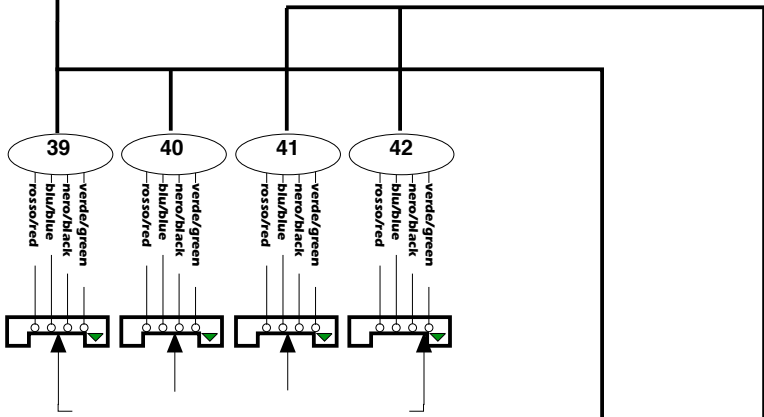 39 40 41 42
rosso/red
blu/blue
nero/black
verde/green
rosso/red
blu/blue
nero/black
verde/green
rosso/red
blu/blue
nero/black
verde/green
rosso/red
blu/blue
nero/black
verde/green